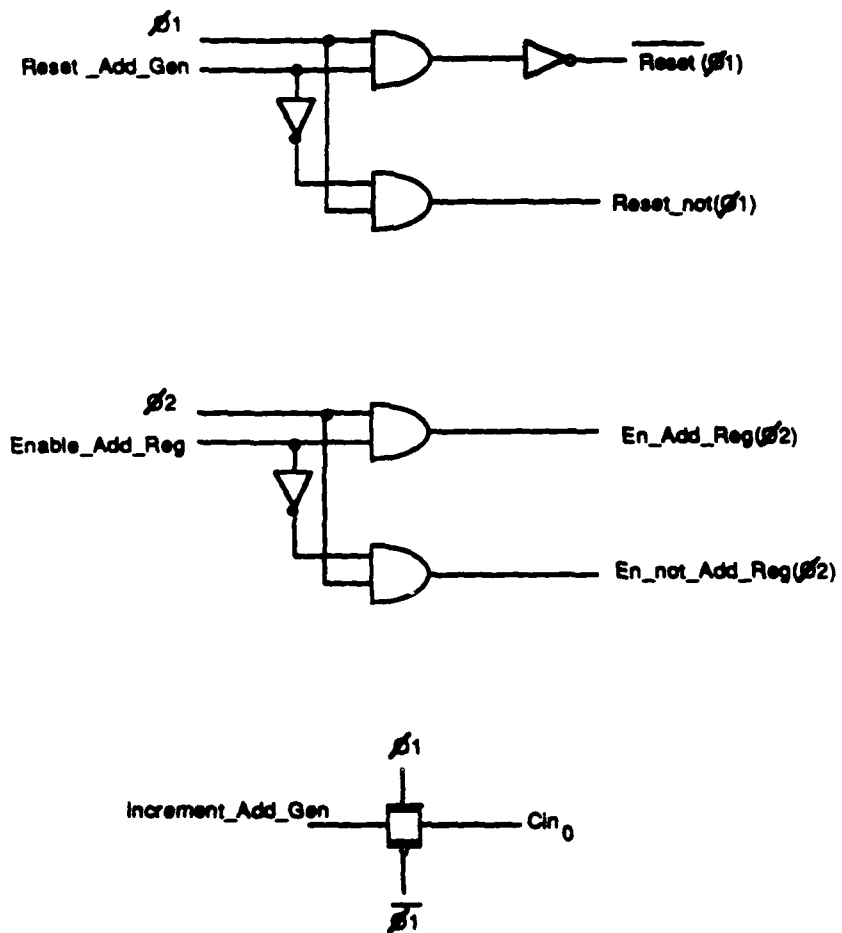 Ø1
Reset _Add_Gen
Reset (Ø1)
Reset_not(Ø1)
Ø2
Enable_Add_Reg
En_Add_Reg(Ø2)
En_not_Add_Reg(Ø2)
Ø1
Increment_Add_Gen
Cin0
Ø1